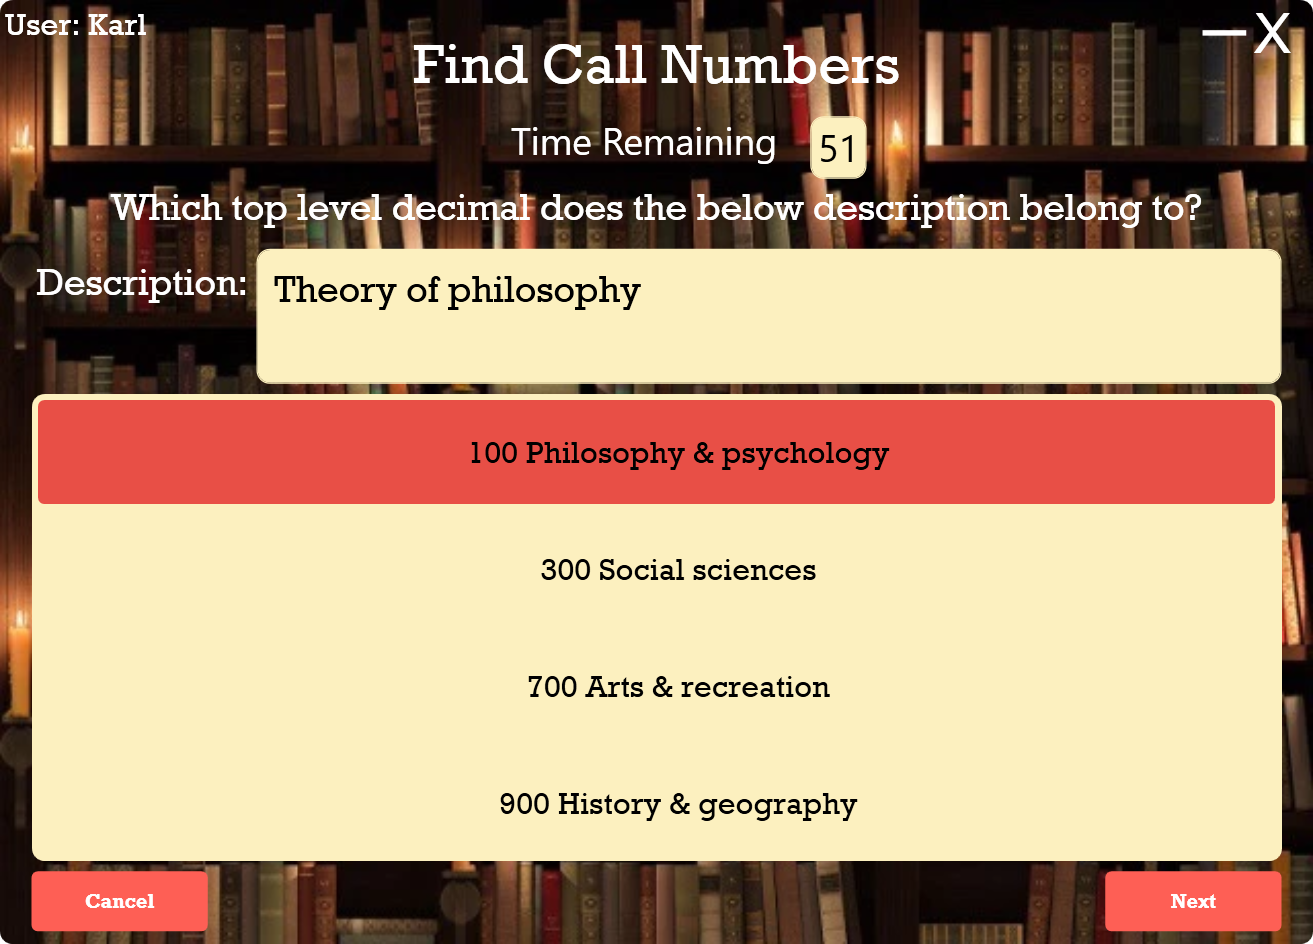 User: Karl
— X
Find Call Numbers
Time Remaining 51
Which top level decimal does the below description belong to?
Description: Theory of philosophy
100 Philosophy & psychology
300 Social sciences
700 Arts & recreation
900 History & geography
Cancel Next